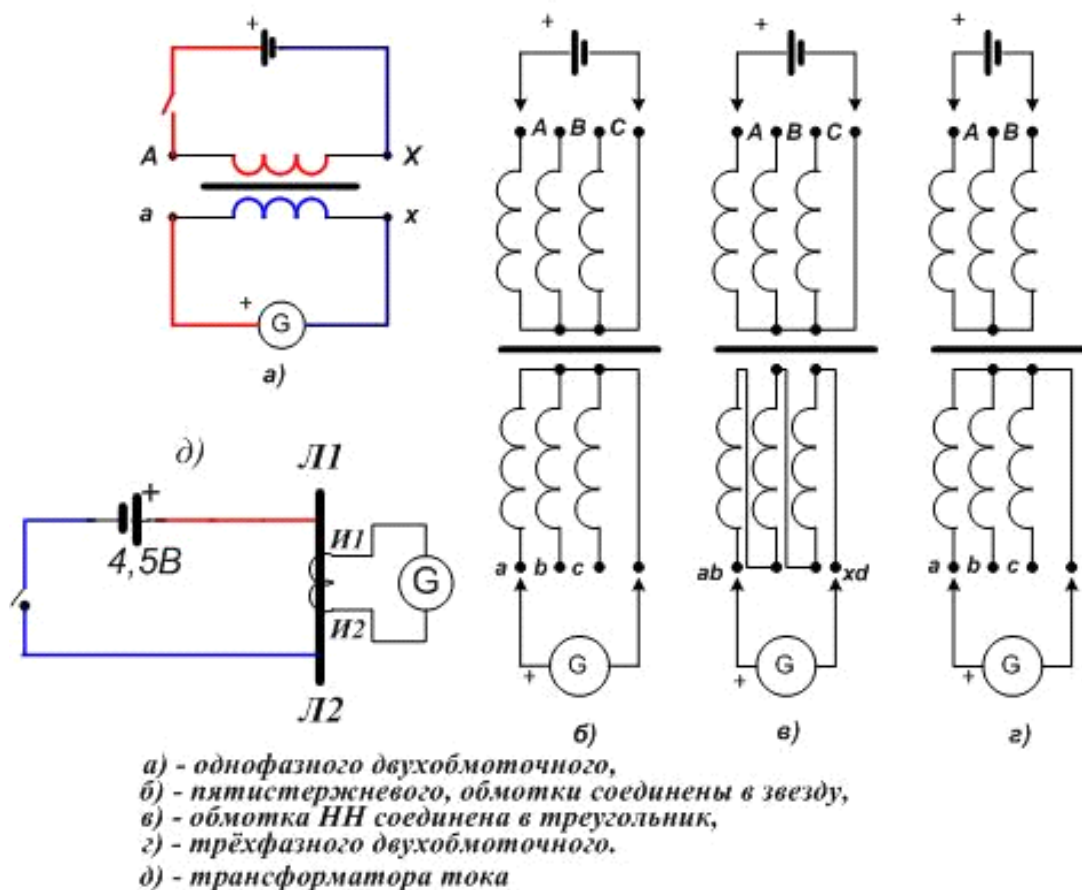 +
A X
a x
+
G
а)
+
A B C
a b c
+
G
б)
+
A B C
ab xd
+
G
в)
+
A B
a b c
+
G
г)
д)
Л1
+
4,5В
И1
G
И2
Л2
а) - однофазного двухобмоточного,
б) - пятистержневого, обмотки соединены в звезду,
в) - обмотка НН соединена в треугольник,
г) - трёхфазного двухобмоточного.
д) - трансформатора тока